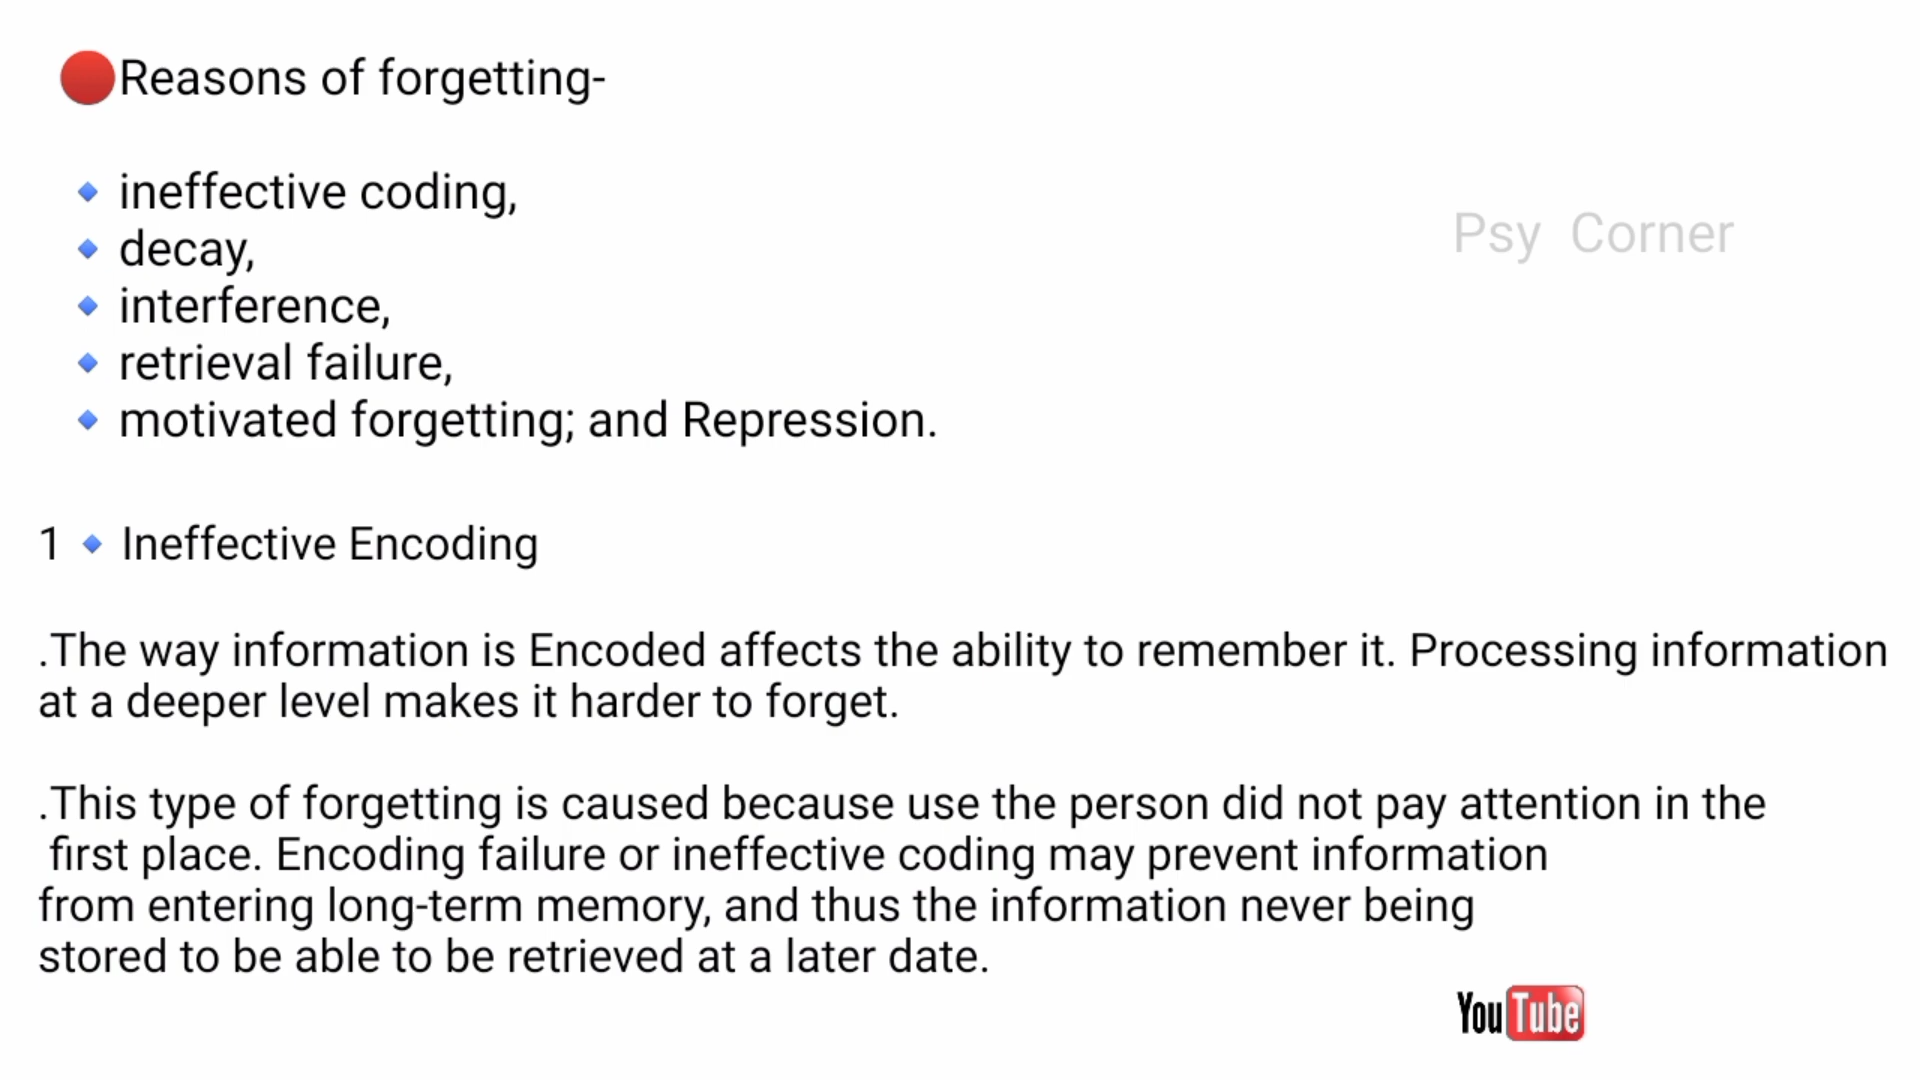 🔴Reasons of forgetting-
🔹ineffective coding,
Psy Corner
🔹decay,
🔹interference,
🔹retrieval failure,
🔹motivated forgetting; and Repression.
1🔹Ineffective Encoding
.The way information is Encoded affects the ability to remember it. Processing information
at a deeper level makes it harder to forget.
.This type of forgetting is caused because use the person did not pay attention in the
first place. Encoding failure or ineffective coding may prevent information
from entering long-term memory, and thus the information never being
stored to be able to be retrieved at a later date.
YouTube